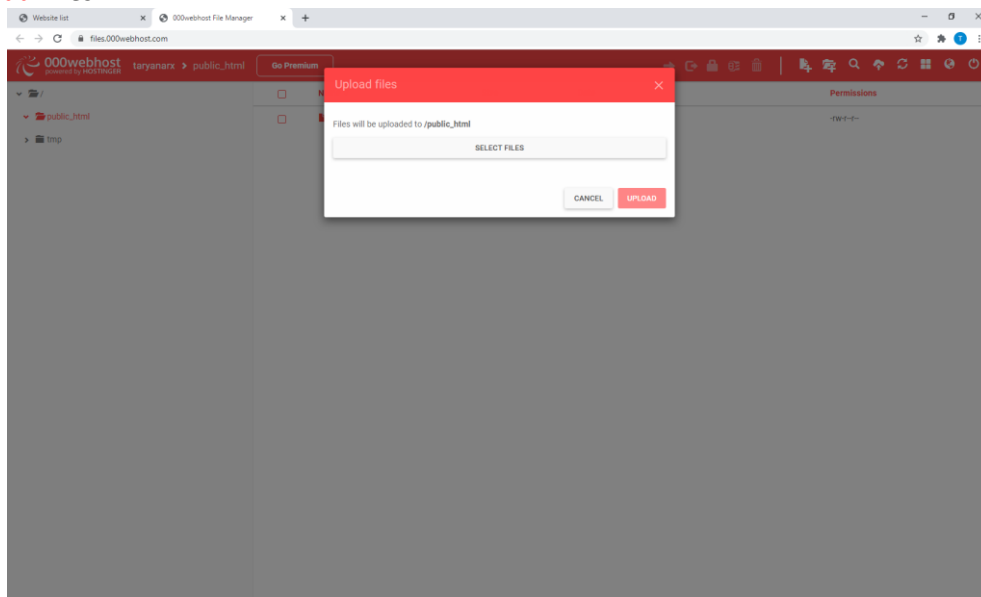 Website list
000webhost File Manager
files.000webhost.com
000webhost
powered by HOSTINGER
taryanarx > public_html
Go Premium
Upload files
Files will be uploaded to /public_html
SELECT FILES
CANCEL
UPLOAD
/
public_html
tmp
Permissions
-rw-r--r--
T